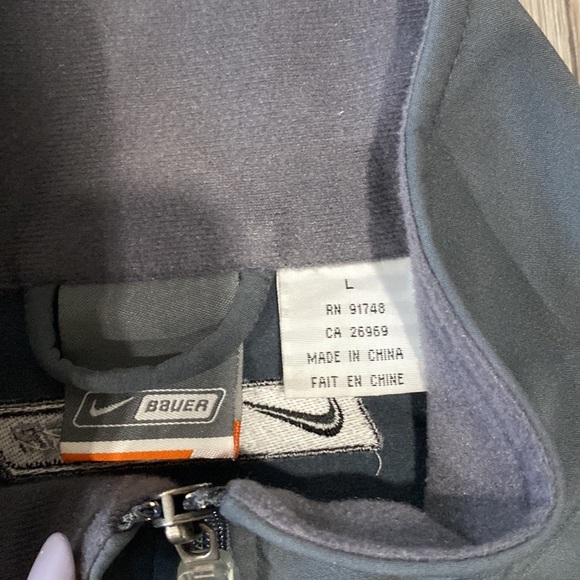 L
RN 91748
CA 26969
MADE IN CHINA
FAIT EN CHINE
BAUER